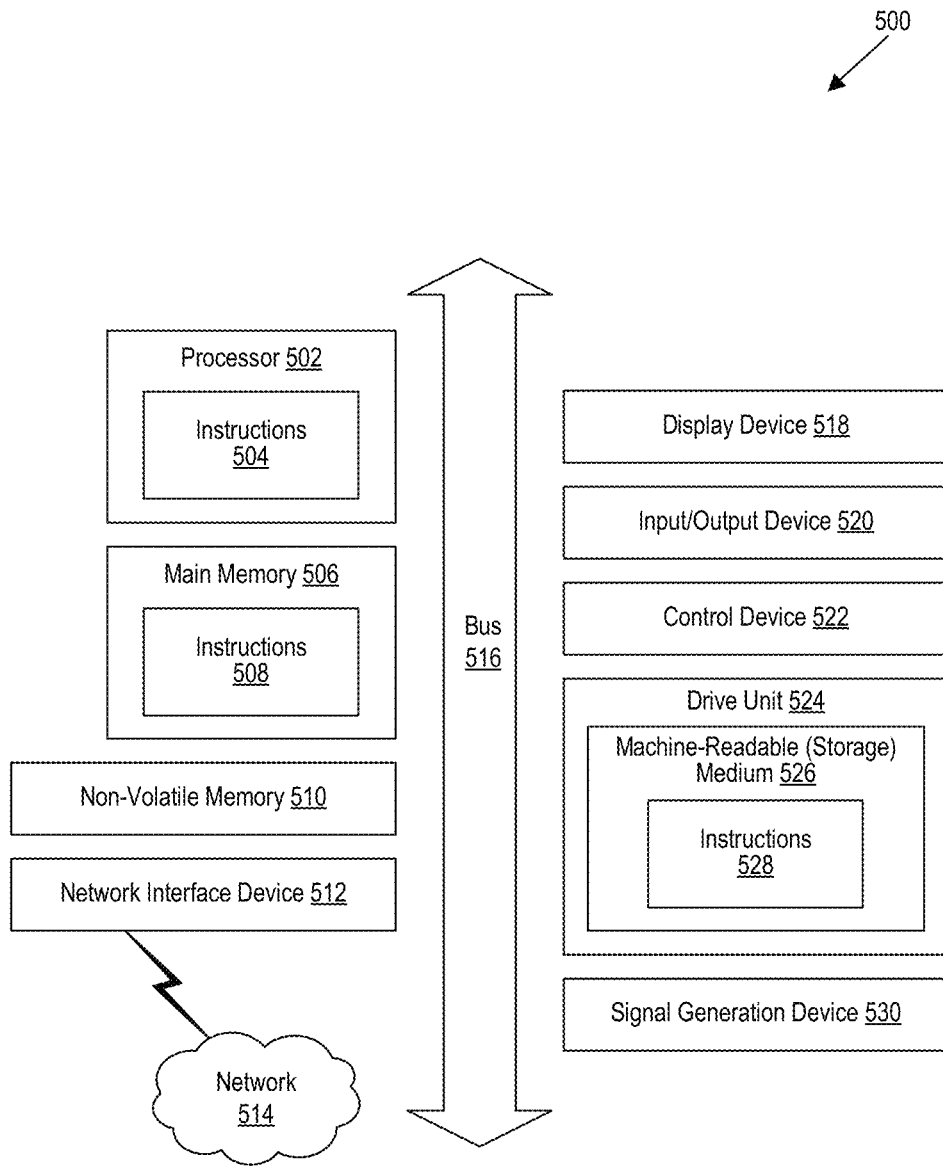 500
Processor 502
Instructions
504
Main Memory 506
Instructions
508
Non-Volatile Memory 510
Network Interface Device 512
Network
514
Bus
516
Display Device 518
Input/Output Device 520
Control Device 522
Drive Unit 524
Machine-Readable (Storage)
Medium 526
Instructions
528
Signal Generation Device 530